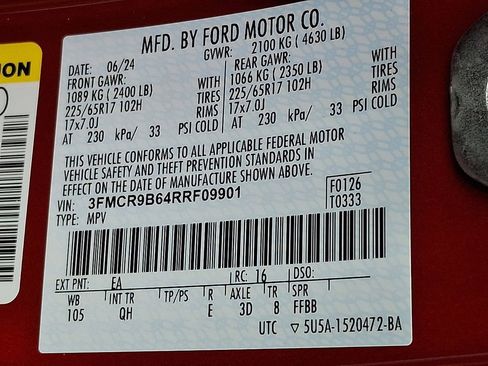 MFD. BY FORD MOTOR CO.
DATE: 06/24 GVWR: 2100 KG ( 4630 LB)
FRONT GAWR: REAR GAWR:
1089 KG ( 2400 LB) WITH 1066 KG ( 2350 LB) WITH
225/65R17 102H TIRES 225/65R17 102H TIRES
17x7.0J RIMS 17x7.0J RIMS
AT 230 kPa/ 33 PSI COLD AT 230 kPa/ 33 PSI COLD
THIS VEHICLE CONFORMS TO ALL APPLICABLE FEDERAL MOTOR
VEHICLE SAFETY AND THEFT PREVENTION STANDARDS IN
EFFECT ON THE DATE OF MANUFACTURE SHOWN ABOVE.
VIN: 3FMCR9B64RRF09901 F0126
TYPE: MPV T0333
EXT PNT: EA RC: 16 DSO:
WB INT TR TP/PS R AXLE TR SPR
105 QH E 3D 8 FFBB
UTC ▽5U5A-1520472-BA